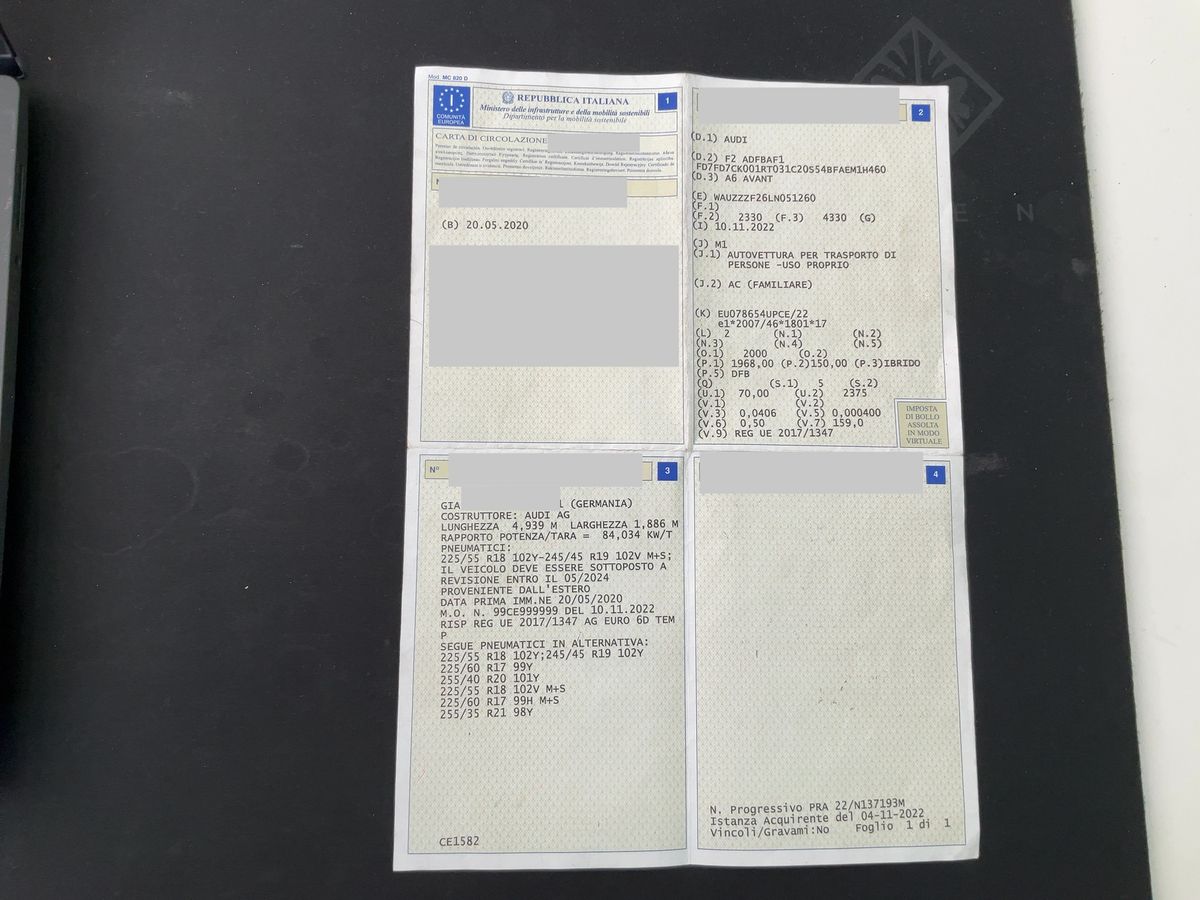 Mod. MC 820 D
COMUNITÀ
EUROPEA
I
REPUBBLICA ITALIANA
Ministero delle infrastrutture e della mobilità sostenibili
Dipartimento per la mobilità sostenibile
1
CARTA DI CIRCOLAZIONE
(B) 20.05.2020
2
(D.1) AUDI
(D.2) F2 ADFBAF1
FD7FD7CK001RT031C20S54BFAEM1H460
(D.3) A6 AVANT
(E) WAUZZZF26LN051260
(F.1)
(F.2) 2330 (F.3) 4330 (G)
(I) 10.11.2022
(J) M1
(J.1) AUTOVETTURA PER TRASPORTO DI
PERSONE -USO PROPRIO
(J.2) AC (FAMILIARE)
(K) EU078654UPCE/22
e1*2007/46*1801*17
(L) 2 (N.1) (N.2)
(N.3) (N.4) (N.5)
(O.1) 2000 (O.2)
(P.1) 1968,00 (P.2)150,00 (P.3)IBRIDO
(P.5) DFB
(Q) (S.1) 5 (S.2)
(U.1) 70,00 (U.2) 2375
(V.1) (V.2)
(V.3) 0,0406 (V.5) 0,000400
(V.6) 0,50 (V.7) 159,0
(V.9) REG UE 2017/1347
IMPOSTA
DI BOLLO
ASSOLTA
IN MODO
VIRTUALE
N° 3
GIA L (GERMANIA)
COSTRUTTORE: AUDI AG
LUNGHEZZA 4,939 M LARGHEZZA 1,886 M
RAPPORTO POTENZA/TARA = 84,034 KW/T
PNEUMATICI:
225/55 R18 102Y-245/45 R19 102V M+S;
IL VEICOLO DEVE ESSERE SOTTOPOSTO A
REVISIONE ENTRO IL 05/2024
PROVENIENTE DALL'ESTERO
DATA PRIMA IMM.NE 20/05/2020
M.O. N. 99CE999999 DEL 10.11.2022
RISP REG UE 2017/1347 AG EURO 6D TEM
P
SEGUE PNEUMATICI IN ALTERNATIVA:
225/55 R18 102Y;245/45 R19 102Y
225/60 R17 99Y
255/40 R20 101Y
225/55 R18 102V M+S
225/60 R17 99H M+S
255/35 R21 98Y
CE1582
4
N. Progressivo PRA 22/N137193M
Istanza Acquirente del 04-11-2022
Vincoli/Gravami:No Foglio 1 di 1